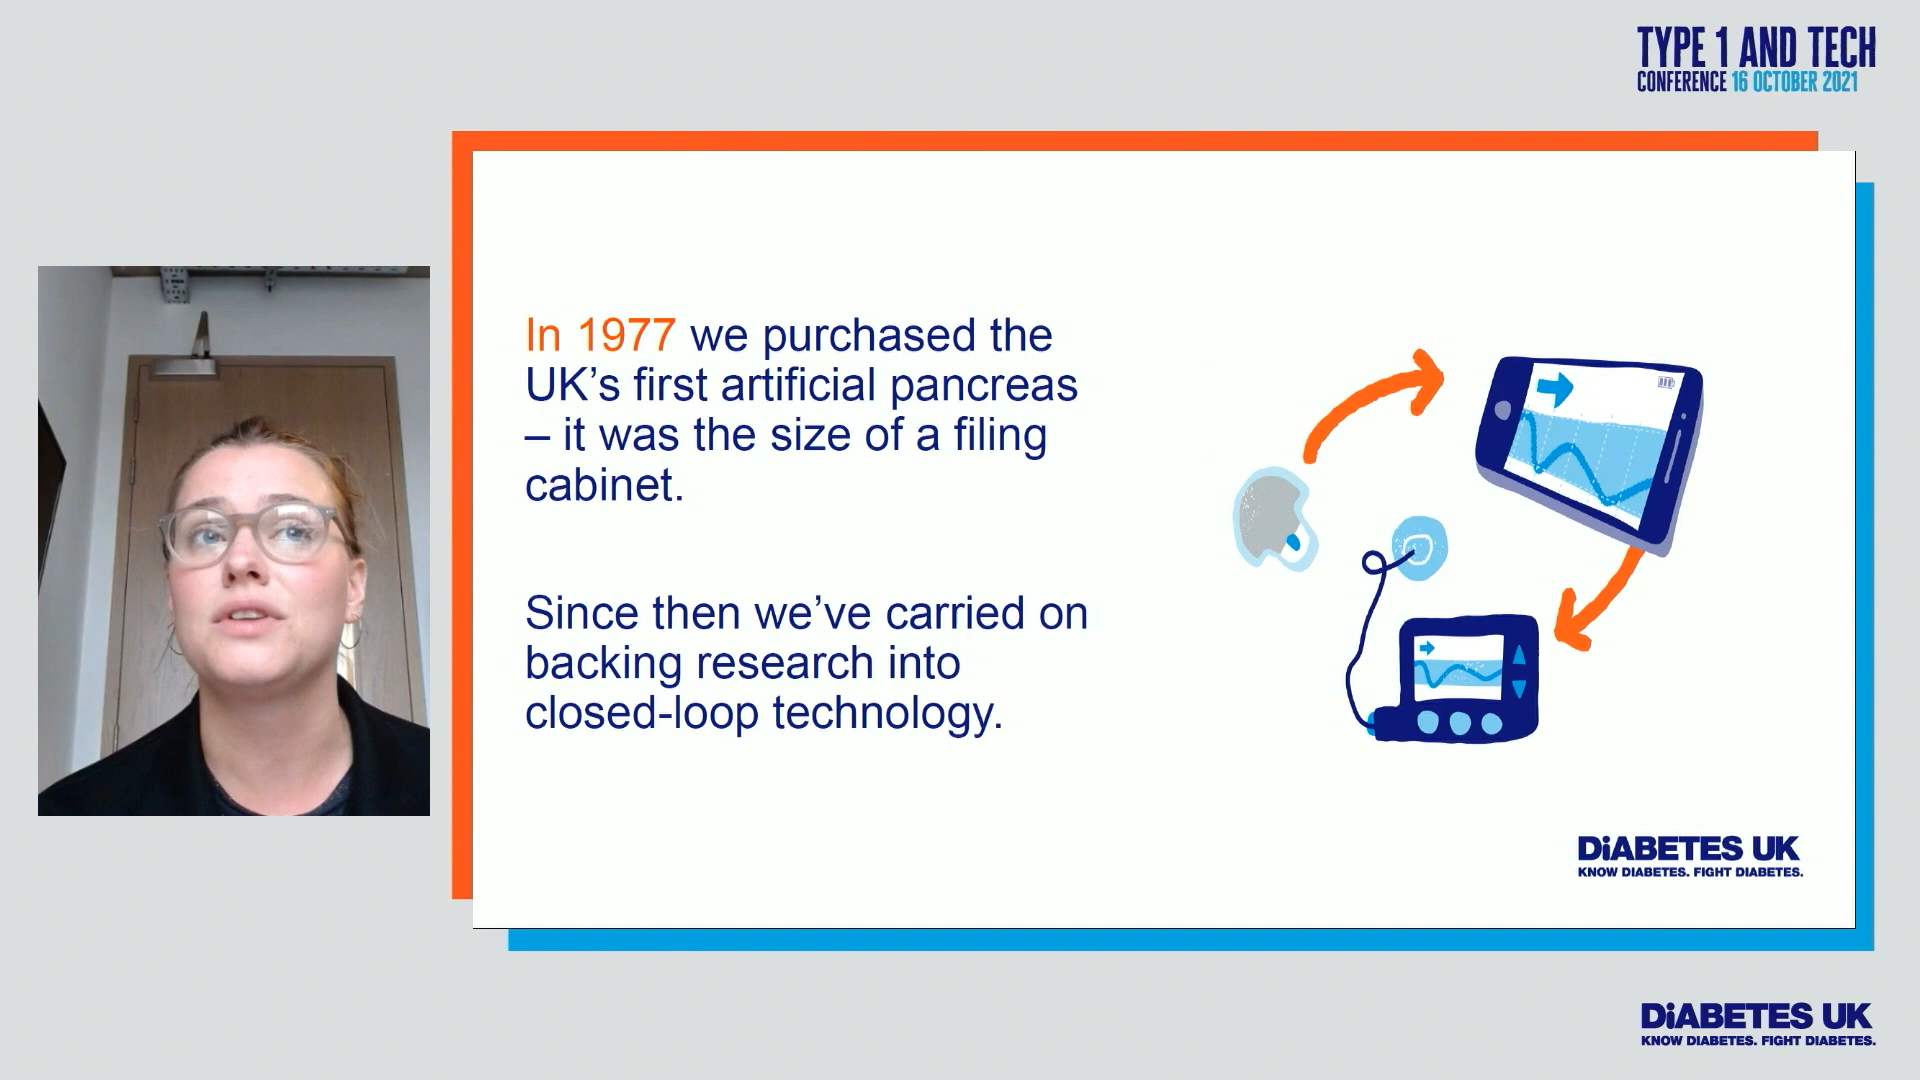 TYPE 1 AND TECH
CONFERENCE 16 OCTOBER 2021
In 1977 we purchased the
UK’s first artificial pancreas
– it was the size of a filing
cabinet.
Since then we’ve carried on
backing research into
closed-loop technology.
DiABETES UK
KNOW DIABETES. FIGHT DIABETES.
DiABETES UK
KNOW DIABETES. FIGHT DIABETES.